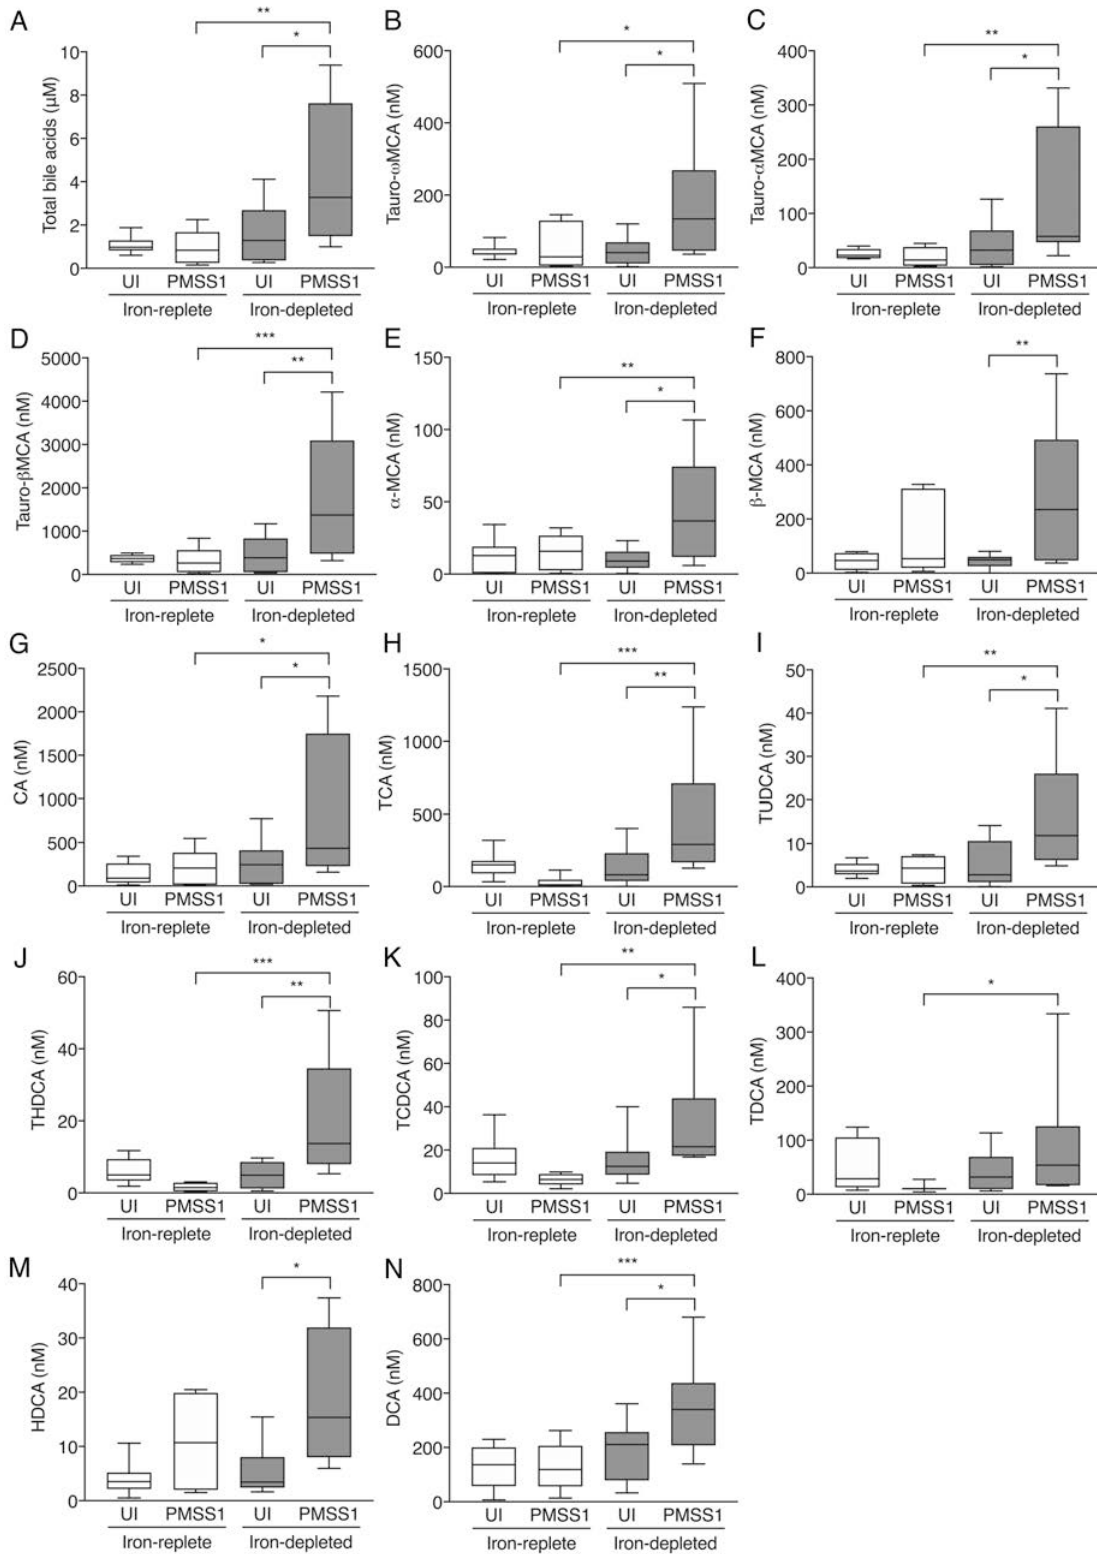 A
**
*
Total bile acids (µM)
10
8
6
4
2
0
UI PMSS1 UI PMSS1
Iron-replete Iron-depleted
B
*
*
Tauro-ωMCA (nM)
600
400
200
0
UI PMSS1 UI PMSS1
Iron-replete Iron-depleted
C
**
*
Tauro-αMCA (nM)
400
300
200
100
0
UI PMSS1 UI PMSS1
Iron-replete Iron-depleted
D
***
**
Tauro-βMCA (nM)
5000
4000
3000
2000
1000
0
UI PMSS1 UI PMSS1
Iron-replete Iron-depleted
E
**
*
α-MCA (nM)
150
100
50
0
UI PMSS1 UI PMSS1
Iron-replete Iron-depleted
F
**
β-MCA (nM)
800
600
400
200
0
UI PMSS1 UI PMSS1
Iron-replete Iron-depleted
G
*
*
CA (nM)
2500
2000
1500
1000
500
0
UI PMSS1 UI PMSS1
Iron-replete Iron-depleted
H
***
**
TCA (nM)
1500
1000
500
0
UI PMSS1 UI PMSS1
Iron-replete Iron-depleted
I
**
*
TUDCA (nM)
50
40
30
20
10
0
UI PMSS1 UI PMSS1
Iron-replete Iron-depleted
J
***
**
THDCA (nM)
60
40
20
0
UI PMSS1 UI PMSS1
Iron-replete Iron-depleted
K
**
*
TCDCA (nM)
100
80
60
40
20
0
UI PMSS1 UI PMSS1
Iron-replete Iron-depleted
L
*
TDCA (nM)
400
300
200
100
0
UI PMSS1 UI PMSS1
Iron-replete Iron-depleted
M
*
HDCA (nM)
40
30
20
10
0
UI PMSS1 UI PMSS1
Iron-replete Iron-depleted
N
***
*
DCA (nM)
800
600
400
200
0
UI PMSS1 UI PMSS1
Iron-replete Iron-depleted